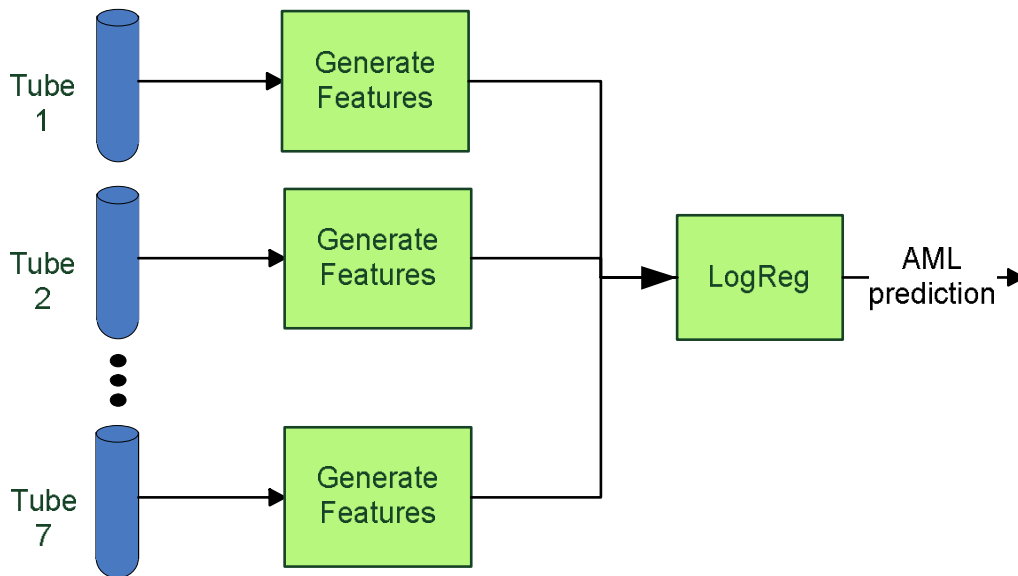 Tube
1
Generate
Features
Tube
2
Generate
Features
LogReg
AML
prediction
Tube
7
Generate
Features